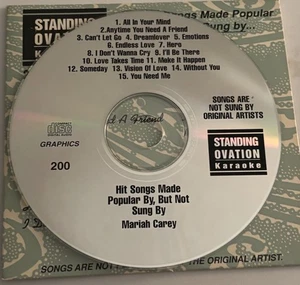 STANDING
OVATION
Songs Made Popular
Sung by...
1. All In Your Mind
2.Anytime You Need A Friend
3. Can't Let Go 4. Dreamlover 5. Emotions
6. Endless Love 7. Hero
8. I Don't Wanna Cry 9. I'll Be There
10. Love Takes Time 11. Make It Happen
12. Someday 13. Vision Of Love 14. Without You
15. You Need Me
SONGS ARE
NOT SUNG BY
ORIGINAL ARTISTS
COMPACT
disc
GRAPHICS
200
A Friend
STANDING
OVATION
Karaoke
Hit Songs Made
Popular By, But Not
Sung By
Mariah Carey
SONGS ARE NOT
THE ORIGINAL ARTIST.